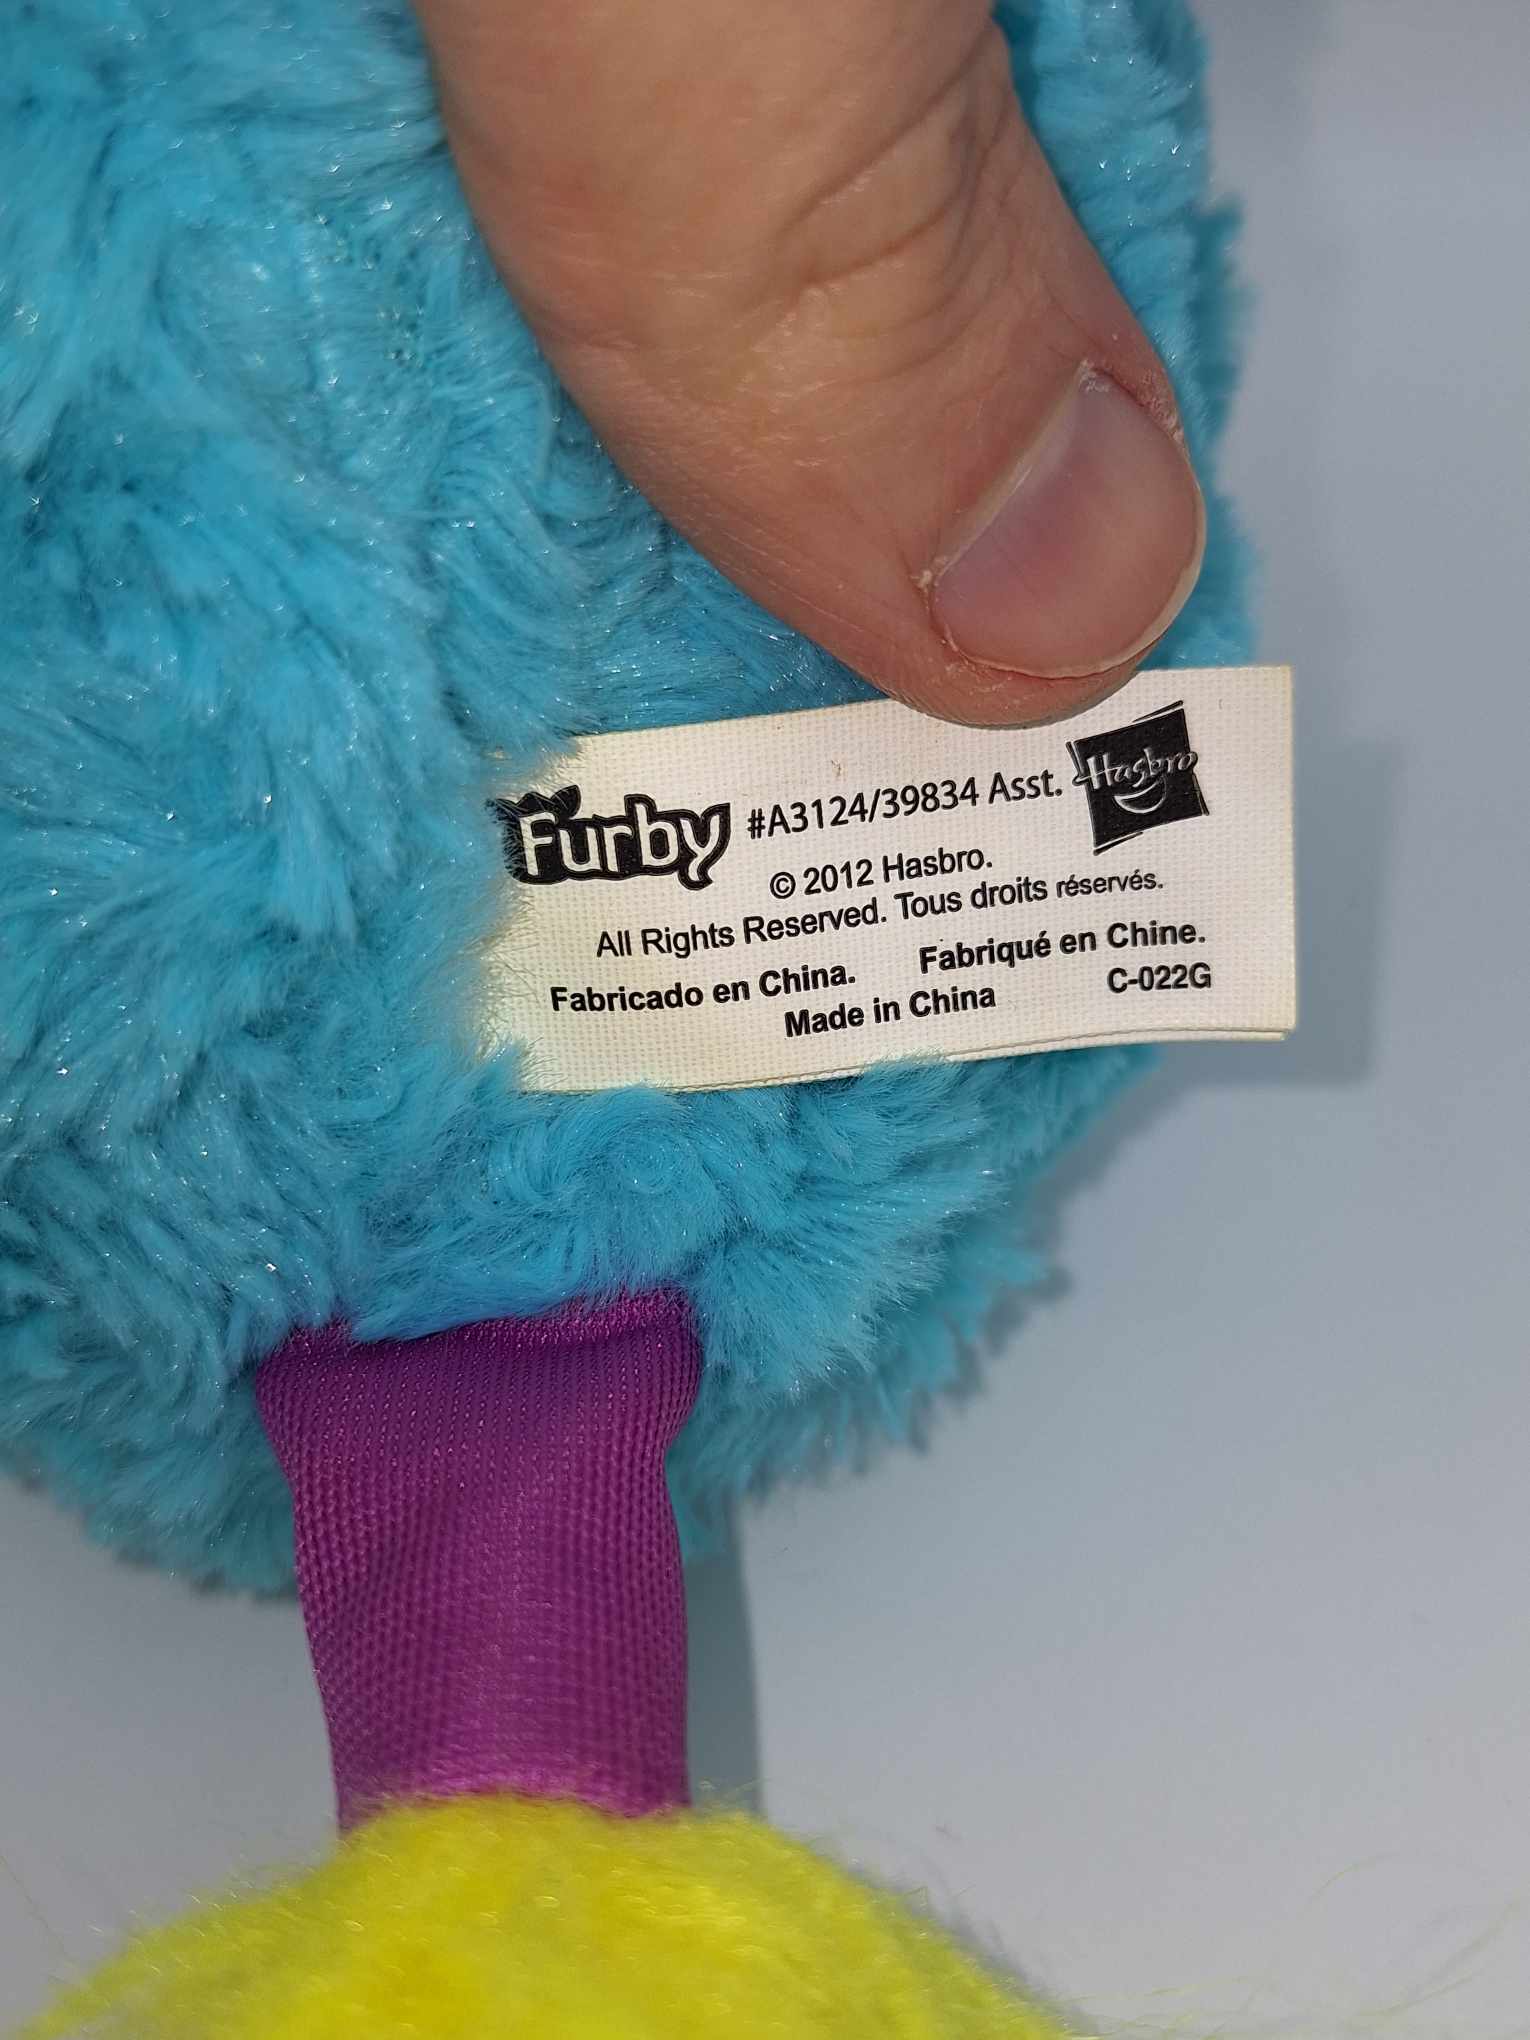 Furby #A3124/39834 Asst. Hasbro
© 2012 Hasbro.
All Rights Reserved. Tous droits réservés.
Fabricado en China. Fabriqué en Chine.
Made in China C-022G